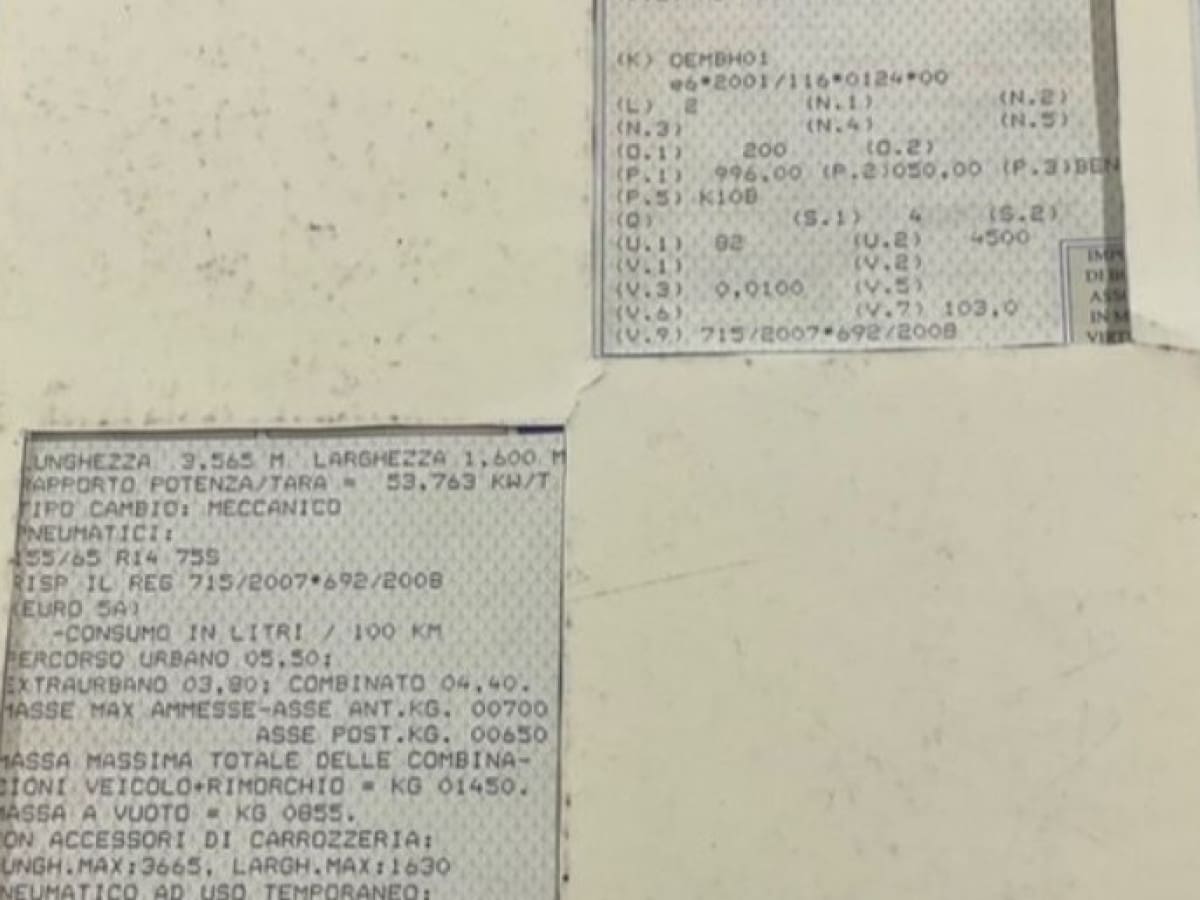 (K) OEMBH01
e6*2001/116*0124*00
(L) 2 (N.1) (N.2)
(N.3) (N.4) (N.5)
(O.1) 200 (O.2)
(P.1) 996,00 (P.2)050,00 (P.3)BEN
(P.5) K10B
(Q) (S.1) 4 (S.2)
(U.1) 82 (U.2) 4500
(V.1) (V.2)
(V.3) 0,0100 (V.5)
(V.6) (V.7) 103,0
(V.9) 715/2007*692/2008
IMP
DI B
ASS
IN M
VIRT
LUNGHEZZA 3,565 M LARGHEZZA 1,600 M
RAPPORTO POTENZA/TARA = 53,763 KW/T
TIPO CAMBIO: MECCANICO
PNEUMATICI:
155/65 R14 75S
RISP IL REG 715/2007*692/2008
(EURO 5A)
-CONSUMO IN LITRI / 100 KM
PERCORSO URBANO 05,50;
EXTRAURBANO 03,80; COMBINATO 04,40.
MASSE MAX AMMESSE-ASSE ANT.KG. 00700
ASSE POST.KG. 00650
MASSA MASSIMA TOTALE DELLE COMBINA-
ZIONI VEICOLO+RIMORCHIO = KG 01450.
MASSA A VUOTO = KG 0855.
CON ACCESSORI DI CARROZZERIA:
LUNGH.MAX:3665, LARGH.MAX:1630
PNEUMATICO AD USO TEMPORANEO: